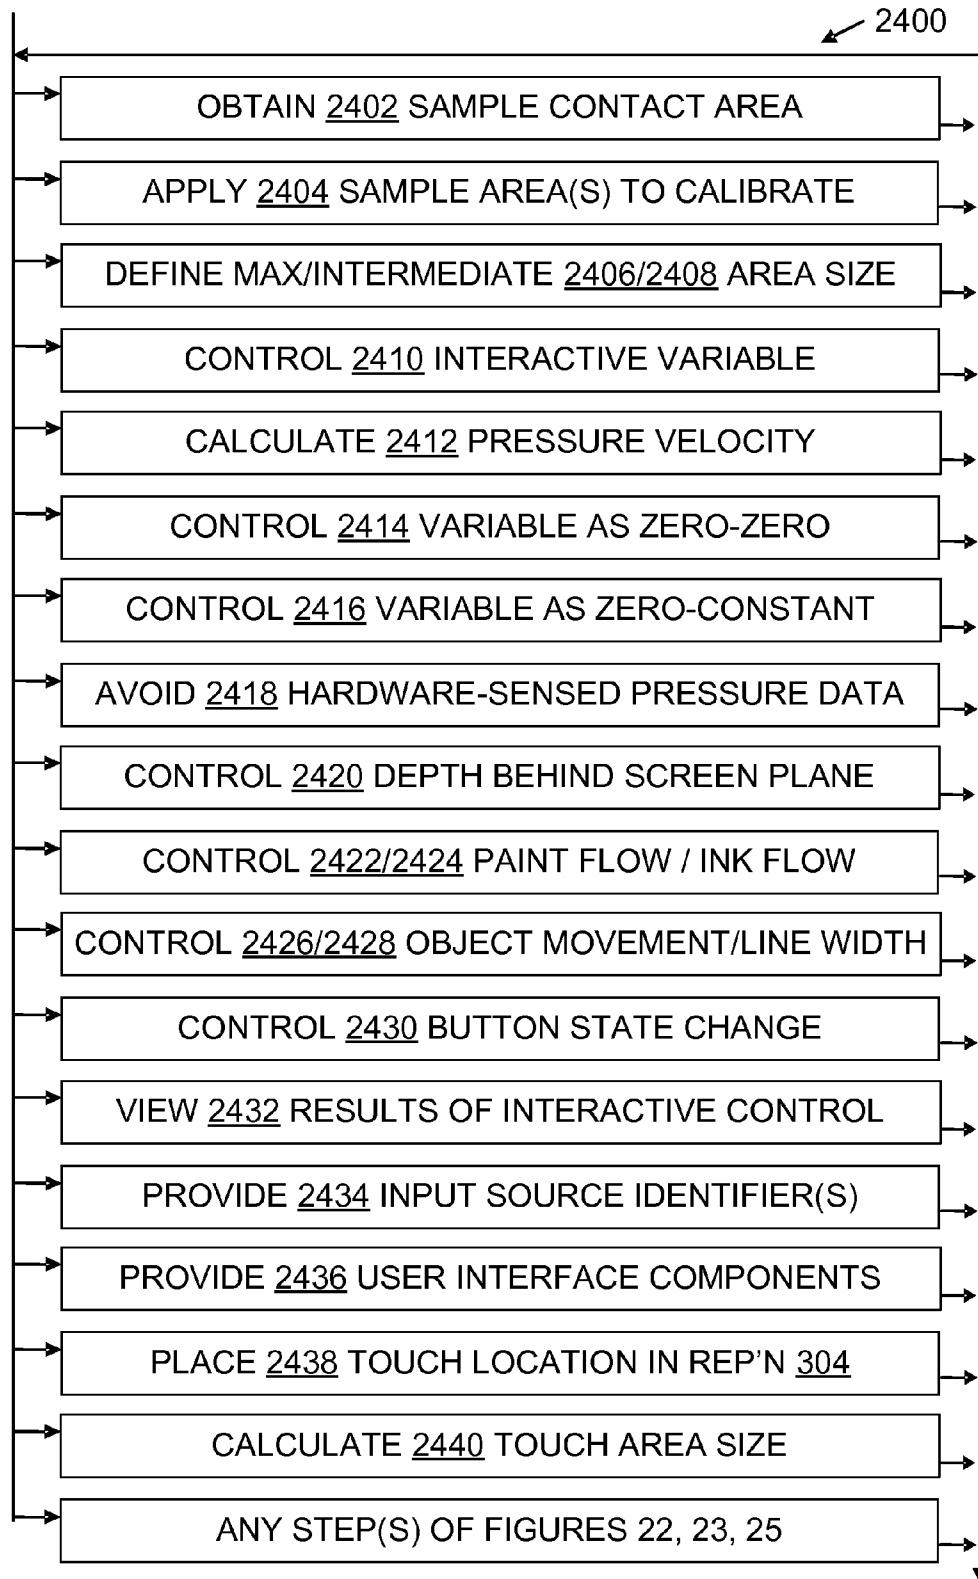 2400
OBTAIN 2402 SAMPLE CONTACT AREA
APPLY 2404 SAMPLE AREA(S) TO CALIBRATE
DEFINE MAX/INTERMEDIATE 2406/2408 AREA SIZE
CONTROL 2410 INTERACTIVE VARIABLE
CALCULATE 2412 PRESSURE VELOCITY
CONTROL 2414 VARIABLE AS ZERO-ZERO
CONTROL 2416 VARIABLE AS ZERO-CONSTANT
AVOID 2418 HARDWARE-SENSED PRESSURE DATA
CONTROL 2420 DEPTH BEHIND SCREEN PLANE
CONTROL 2422/2424 PAINT FLOW / INK FLOW
CONTROL 2426/2428 OBJECT MOVEMENT/LINE WIDTH
CONTROL 2430 BUTTON STATE CHANGE
VIEW 2432 RESULTS OF INTERACTIVE CONTROL
PROVIDE 2434 INPUT SOURCE IDENTIFIER(S)
PROVIDE 2436 USER INTERFACE COMPONENTS
PLACE 2438 TOUCH LOCATION IN REP'N 304
CALCULATE 2440 TOUCH AREA SIZE
ANY STEP(S) OF FIGURES 22, 23, 25